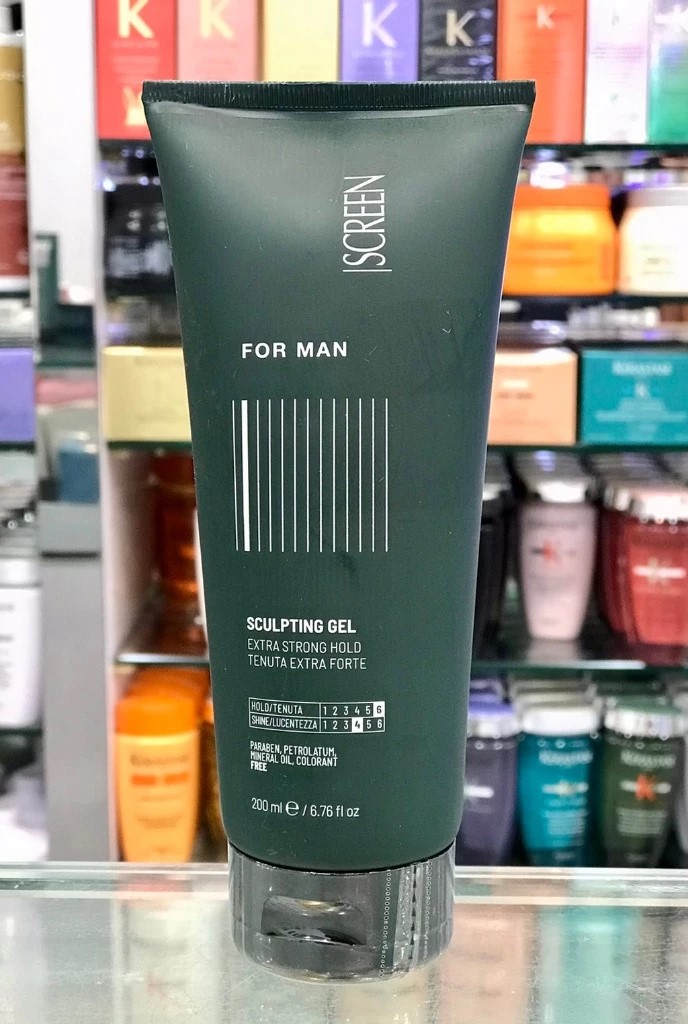 SCREEN
FOR MAN
SCULPTING GEL
EXTRA STRONG HOLD
TENUTA EXTRA FORTE
HOLD/TENUTA 1 2 3 4 5 6
SHINE/LUCENTEZZA 1 2 3 4 5 6
PARABEN, PETROLATUM,
MINERAL OIL, COLORANT
FREE
200 ml ℮ / 6.76 fl oz
K
K
K
K
K